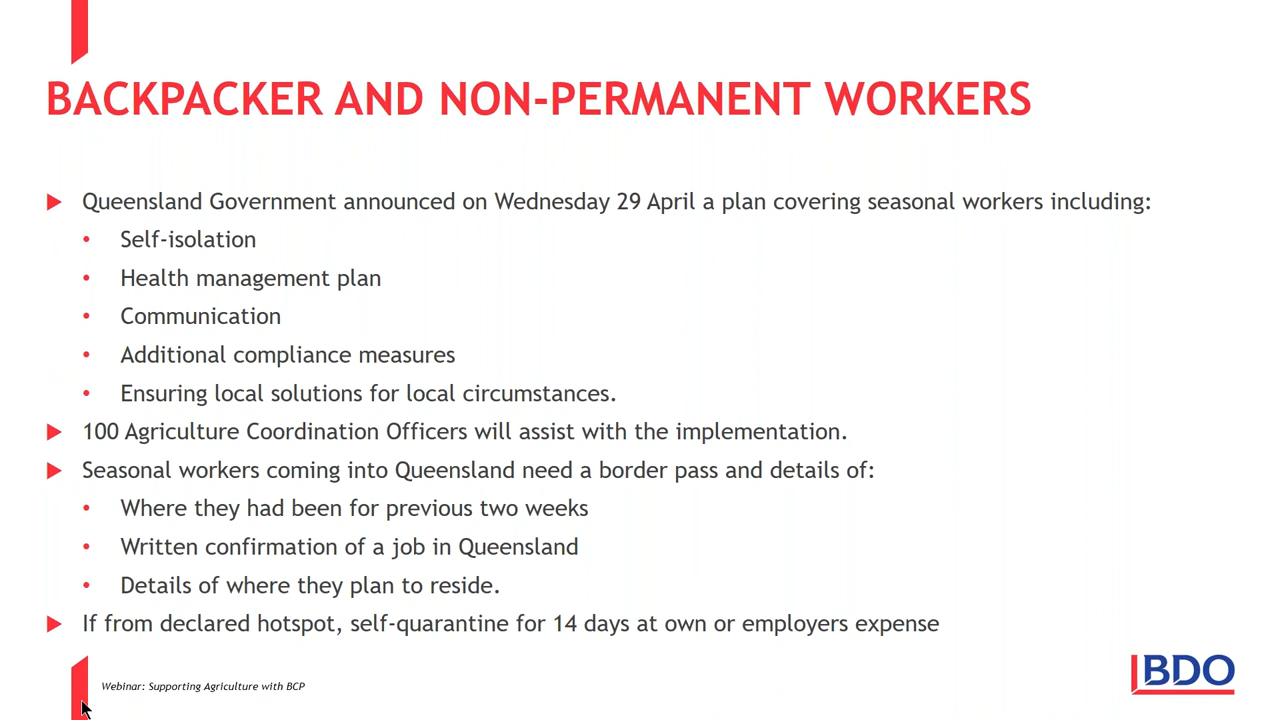 BACKPACKER AND NON-PERMANENT WORKERS
Queensland Government announced on Wednesday 29 April a plan covering seasonal workers including:
Self-isolation
Health management plan
Communication
Additional compliance measures
Ensuring local solutions for local circumstances.
100 Agriculture Coordination Officers will assist with the implementation.
Seasonal workers coming into Queensland need a border pass and details of:
Where they had been for previous two weeks
Written confirmation of a job in Queensland
Details of where they plan to reside.
If from declared hotspot, self-quarantine for 14 days at own or employers expense
Webinar: Supporting Agriculture with BCP
BDO